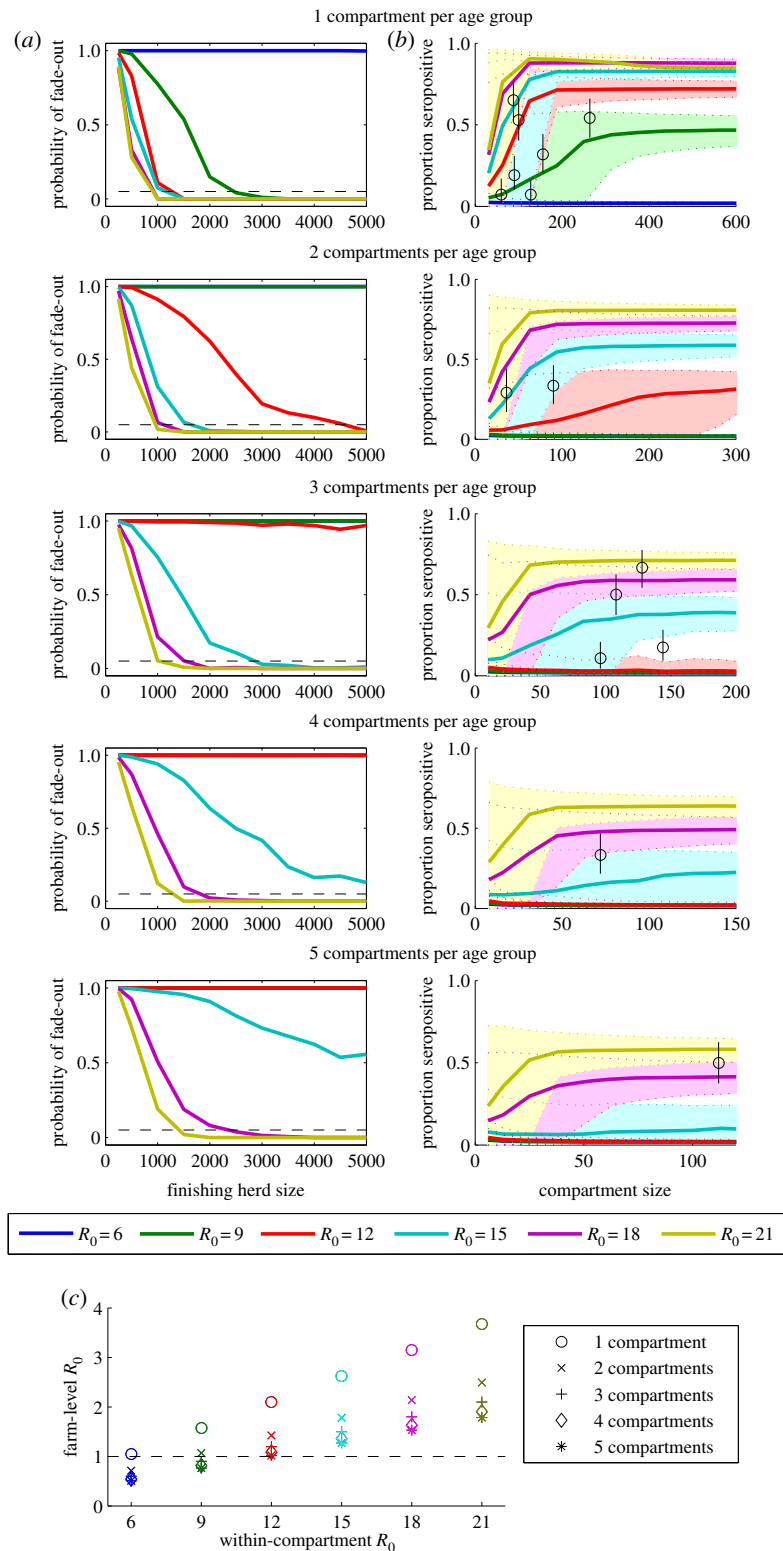 1 compartment per age group
(a)
(b)
probability of fade-out
1.0
0.5
0
0 1000 2000 3000 4000 5000
proportion seropositive
1.0
0.5
0
0 200 400 600
2 compartments per age group
probability of fade-out
1.0
0.5
0
0 1000 2000 3000 4000 5000
proportion seropositive
1.0
0.5
0
0 100 200 300
3 compartments per age group
probability of fade-out
1.0
0.5
0
0 1000 2000 3000 4000 5000
proportion seropositive
1.0
0.5
0
0 50 100 150 200
4 compartments per age group
probability of fade-out
1.0
0.5
0
0 1000 2000 3000 4000 5000
proportion seropositive
1.0
0.5
0
0 50 100 150
5 compartments per age group
probability of fade-out
1.0
0.5
0
0 1000 2000 3000 4000 5000
finishing herd size
proportion seropositive
1.0
0.5
0
0 50 100
compartment size
R0 = 6 R0 = 9 R0 = 12 R0 = 15 R0 = 18 R0 = 21
(c)
farm-level R0
4
3
2
1
0
6 9 12 15 18 21
within-compartment R0
1 compartment
2 compartments
3 compartments
4 compartments
5 compartments